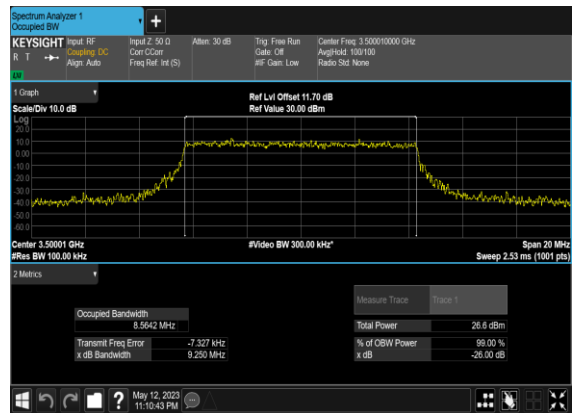 Spectrum Analyzer 1
Occupied BW
+
KEYSIGHT Input: RF Input Z: 50 Ω Atten: 30 dB Trig: Free Run Center Freq: 3.500010000 GHz
R T Coupling: DC Corr CCorr Gate: Off Avg|Hold: 100/100
Align: Auto Freq Ref: Int (S) #IF Gain: Low Radio Std: None
LW
1 Graph
Ref Lvl Offset 11.70 dB
Scale/Div 10.0 dB Ref Value 30.00 dBm
Log
20.0
10.0
0.00
-10.0
-20.0
-30.0
-40.0
-50.0
-60.0
Center 3.50001 GHz #Video BW 300.00 kHz* Span 20 MHz
#Res BW 100.00 kHz Sweep 2.53 ms (1001 pts)
2 Metrics
Measure Trace Trace 1
Occupied Bandwidth
8.5642 MHz Total Power 26.6 dBm
Transmit Freq Error -7.327 kHz % of OBW Power 99.00 %
x dB Bandwidth 9.250 MHz x dB -26.00 dB
? May 12, 2023
11:10:43 PM